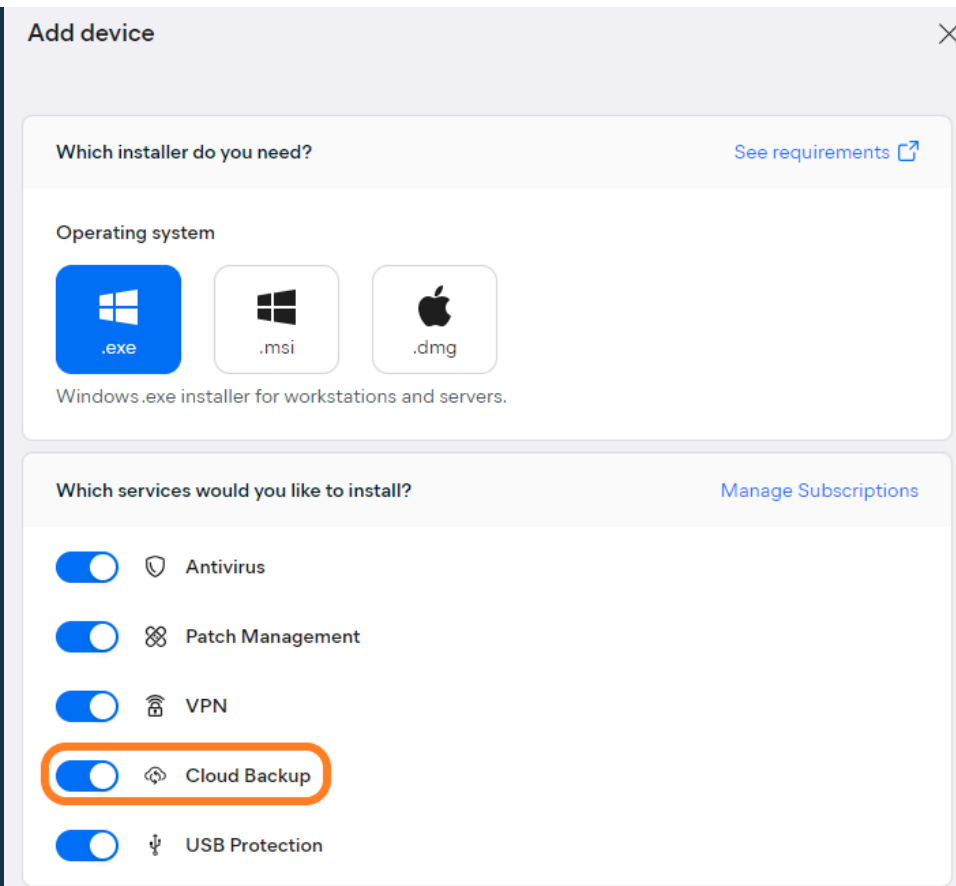 Add device
Which installer do you need?
See requirements
Operating system
.exe
.msi
.dmg
Windows .exe installer for workstations and servers.
Which services would you like to install?
Manage Subscriptions
Antivirus
Patch Management
VPN
Cloud Backup
USB Protection